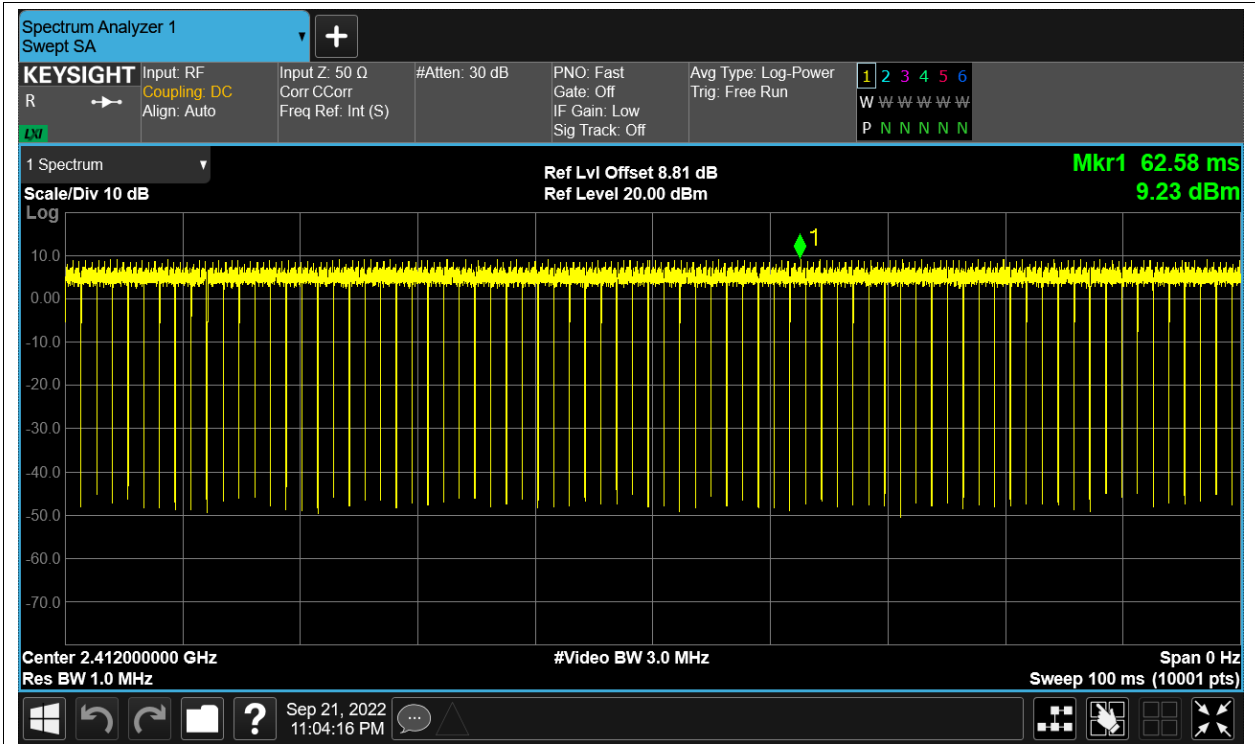 Spectrum Analyzer 1
Swept SA
KEYSIGHT
R
LXI
Input: RF
Coupling: DC
Align: Auto
Input Z: 50 Ω
Corr CCorr
Freq Ref: Int (S)
#Atten: 30 dB
PNO: Fast
Gate: Off
IF Gain: Low
Sig Track: Off
Avg Type: Log-Power
Trig: Free Run
1 2 3 4 5 6
W W W W W W
P N N N N N
1 Spectrum
Scale/Div 10 dB
Ref Lvl Offset 8.81 dB
Ref Level 20.00 dBm
Mkr1 62.58 ms
9.23 dBm
Log
1
10.0
0.00
-10.0
-20.0
-30.0
-40.0
-50.0
-60.0
-70.0
Center 2.412000000 GHz
Res BW 1.0 MHz
#Video BW 3.0 MHz
Span 0 Hz
Sweep 100 ms (10001 pts)
?
Sep 21, 2022
11:04:16 PM